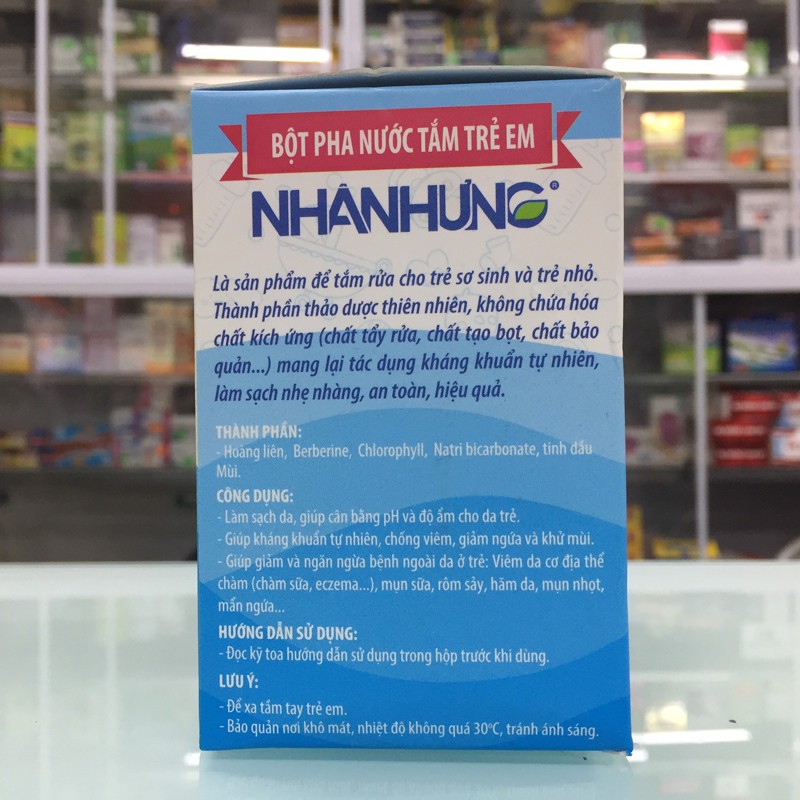 BỘT PHA NƯỚC TẮM TRẺ EM
NHÂNHƯNG®
Là sản phẩm để tắm rửa cho trẻ sơ sinh và trẻ nhỏ.
Thành phần thảo dược thiên nhiên, không chứa hóa
chất kích ứng (chất tẩy rửa, chất tạo bọt, chất bảo
quản...) mang lại tác dụng kháng khuẩn tự nhiên,
làm sạch nhẹ nhàng, an toàn, hiệu quả.
THÀNH PHẦN:
- Hoàng liên, Berberine, Chlorophyll, Natri bicarbonate, tinh dầu
Mùi.
CÔNG DỤNG:
- Làm sạch da, giúp cân bằng pH và độ ẩm cho da trẻ.
- Giúp kháng khuẩn tự nhiên, chống viêm, giảm ngứa và khử mùi.
- Giúp giảm và ngăn ngừa bệnh ngoài da ở trẻ: Viêm da cơ địa thể
chàm (chàm sữa, eczema...), mụn sữa, rôm sảy, hăm da, mụn nhọt,
mẩn ngứa...
HƯỚNG DẪN SỬ DỤNG:
- Đọc kỹ toa hướng dẫn sử dụng trong hộp trước khi dùng.
LƯU Ý:
- Để xa tầm tay trẻ em.
- Bảo quản nơi khô mát, nhiệt độ không quá 30°C, tránh ánh sáng.